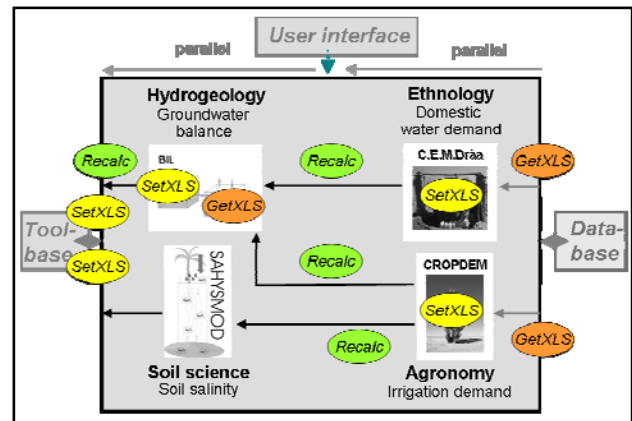 User interface
parallel
parallel
Hydrogeology
Groundwater
balance
Ethnology
Domestic
water demand
Recalc
BIL
SetXLS
GetXLS
Recalc
C.E.M.Drâa
SetXLS
GetXLS
SetXLS
Tool-
base
SetXLS
Data-
base
SAHYSMOD
Recalc
CROPDEM
SetXLS
Recalc
GetXLS
Soil science
Soil salinity
Agronomy
Irrigation demand